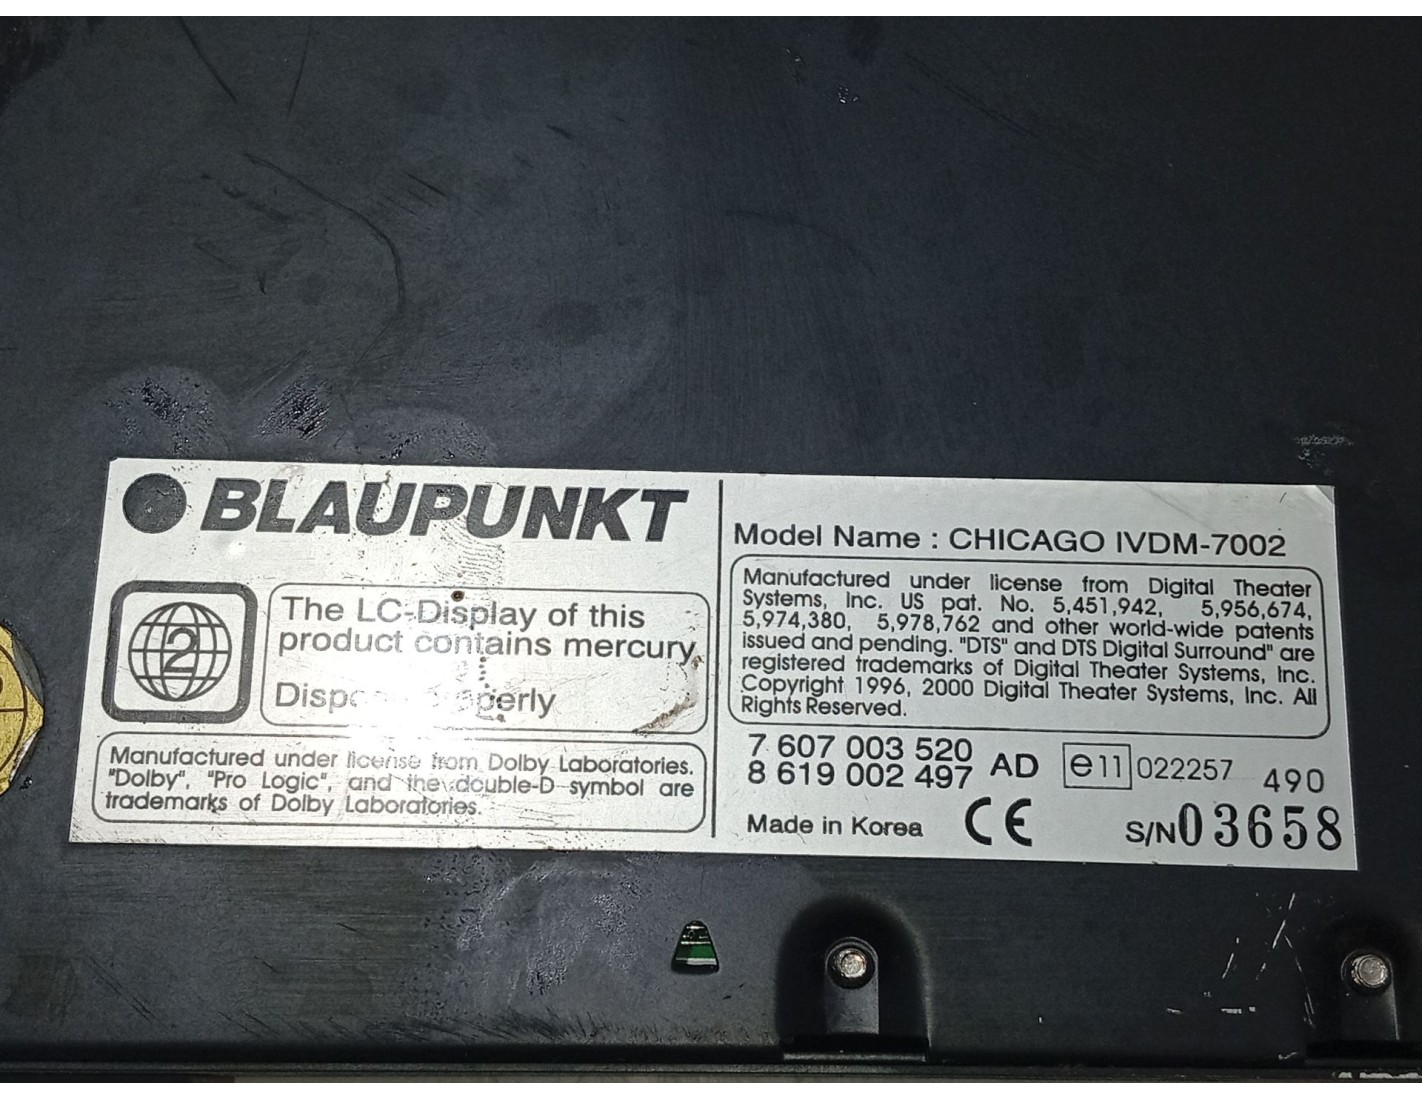 BLAUPUNKT
2
The LC-Display of this
product contains mercury.
Properly
Manufactured under license from Dolby Laboratories.
"Dolby", "Pro Logic", and the double-D symbol are
trademarks of Dolby Laboratories.
Model Name : CHICAGO IVDM-7002
Manufactured under license from Digital Theater
Systems, Inc. US pat. No. 5,451,942, 5,956,674,
5,974,380, 5,978,762 and other world-wide patents
issued and pending. "DTS" and DTS Digital Surround" are
registered trademarks of Digital Theater Systems, Inc.
Copyright 1996, 2000 Digital Theater Systems, Inc. All
Rights Reserved.
7 607 003 520
8 619 002 497 AD e11 022257 490
Made in Korea CE S/N 03658